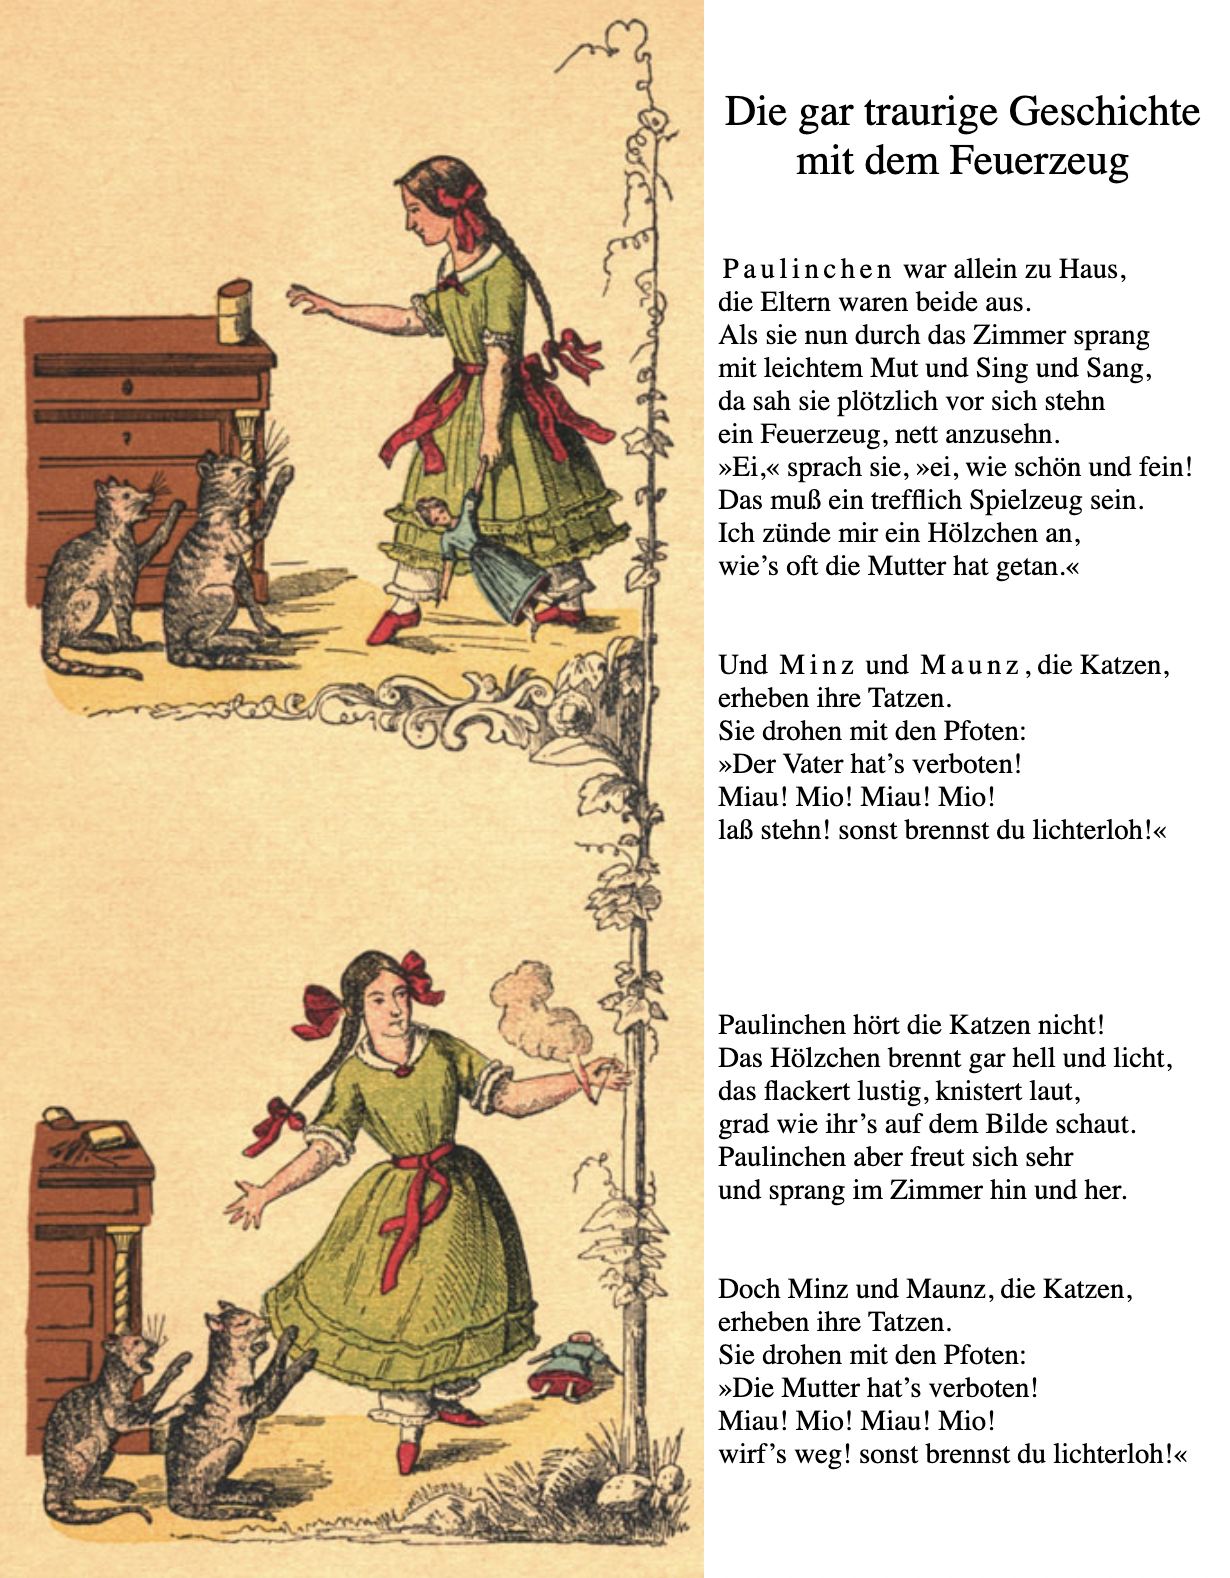 Die gar traurige Geschichte
mit dem Feuerzeug
Paulinchen war allein zu Haus,
die Eltern waren beide aus.
Als sie nun durch das Zimmer sprang
mit leichtem Mut und Sing und Sang,
da sah sie plötzlich vor sich stehn
ein Feuerzeug, nett anzusehn.
»Ei,« sprach sie, »ei, wie schön und fein!
Das muß ein trefflich Spielzeug sein.
Ich zünde mir ein Hölzchen an,
wie’s oft die Mutter hat getan.«
Und Minz und Maunz, die Katzen,
erheben ihre Tatzen.
Sie drohen mit den Pfoten:
»Der Vater hat’s verboten!
Miau! Mio! Miau! Mio!
laß stehn! sonst brennst du lichterloh!«
Paulinchen hört die Katzen nicht!
Das Hölzchen brennt gar hell und licht,
das flackert lustig, knistert laut,
grad wie ihr’s auf dem Bilde schaut.
Paulinchen aber freut sich sehr
und sprang im Zimmer hin und her.
Doch Minz und Maunz, die Katzen,
erheben ihre Tatzen.
Sie drohen mit den Pfoten:
»Die Mutter hat’s verboten!
Miau! Mio! Miau! Mio!
wirf’s weg! sonst brennst du lichterloh!«